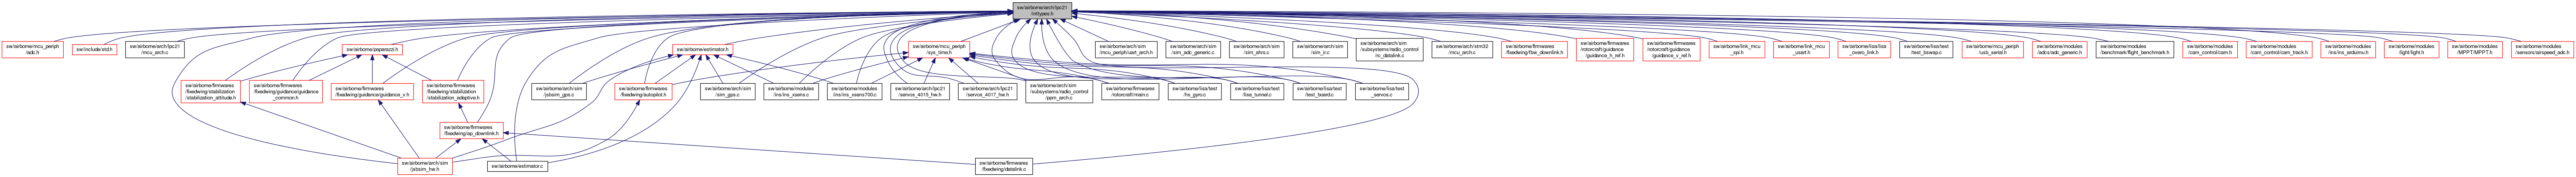 sw/airborne/arch/lpc21
/inttypes.h
sw/airborne/mcu_periph
/adc.h
sw/include/std.h
sw/airborne/arch/lpc21
/mcu_arch.c
sw/airborne/paparazzi.h
sw/airborne/estimator.h
sw/airborne/mcu_periph
/sys_time.h
sw/airborne/arch/sim
/mcu_periph/uart_arch.h
sw/airborne/arch/sim
/sim_adc_generic.c
sw/airborne/arch/sim
/sim_ahrs.c
sw/airborne/arch/sim
/sim_ir.c
sw/airborne/arch/sim
/subsystems/radio_control
/rc_datalink.c
sw/airborne/arch/stm32
/mcu_arch.c
sw/airborne/firmwares
/fixedwing/fbw_downlink.h
sw/airborne/firmwares
/rotorcraft/guidance
/guidance_h_ref.h
sw/airborne/firmwares
/rotorcraft/guidance
/guidance_v_ref.h
sw/airborne/link_mcu
_spi.h
sw/airborne/link_mcu
_usart.h
sw/airborne/lisa/lisa
_overo_link.h
sw/airborne/lisa/test
/test_bswap.c
sw/airborne/mcu_periph
/usb_serial.h
sw/airborne/modules
/adcs/adc_generic.h
sw/airborne/modules
/benchmark/flight_benchmark.h
sw/airborne/modules
/cam_control/cam.h
sw/airborne/modules
/cam_control/cam_track.h
sw/airborne/modules
/ins/ins_arduimu.h
sw/airborne/modules
/light/light.h
sw/airborne/modules
/MPPT/MPPT.h
sw/airborne/modules
/sensors/airspeed_adc.h
sw/airborne/firmwares
/fixedwing/stabilization
/stabilization_attitude.h
sw/airborne/firmwares
/fixedwing/guidance/guidance
_common.h
sw/airborne/firmwares
/fixedwing/guidance/guidance_v.h
sw/airborne/firmwares
/fixedwing/stabilization
/stabilization_adaptive.h
sw/airborne/arch/sim
/jsbsim_gps.c
sw/airborne/firmwares
/fixedwing/autopilot.h
sw/airborne/arch/sim
/sim_gps.c
sw/airborne/modules
/ins/ins_xsens.c
sw/airborne/modules
/ins/ins_xsens700.c
sw/airborne/arch/lpc21
/servos_4015_hw.h
sw/airborne/arch/lpc21
/servos_4017_hw.h
sw/airborne/arch/sim
/subsystems/radio_control
/ppm_arch.c
sw/airborne/firmwares
/rotorcraft/main.c
sw/airborne/lisa/test
/hs_gyro.c
sw/airborne/lisa/test
/lisa_tunnel.c
sw/airborne/lisa/test
/test_board.c
sw/airborne/lisa/test
_servos.c
sw/airborne/firmwares
/fixedwing/ap_downlink.h
sw/airborne/arch/sim
/jsbsim_hw.h
sw/airborne/estimator.c
sw/airborne/firmwares
/fixedwing/datalink.c